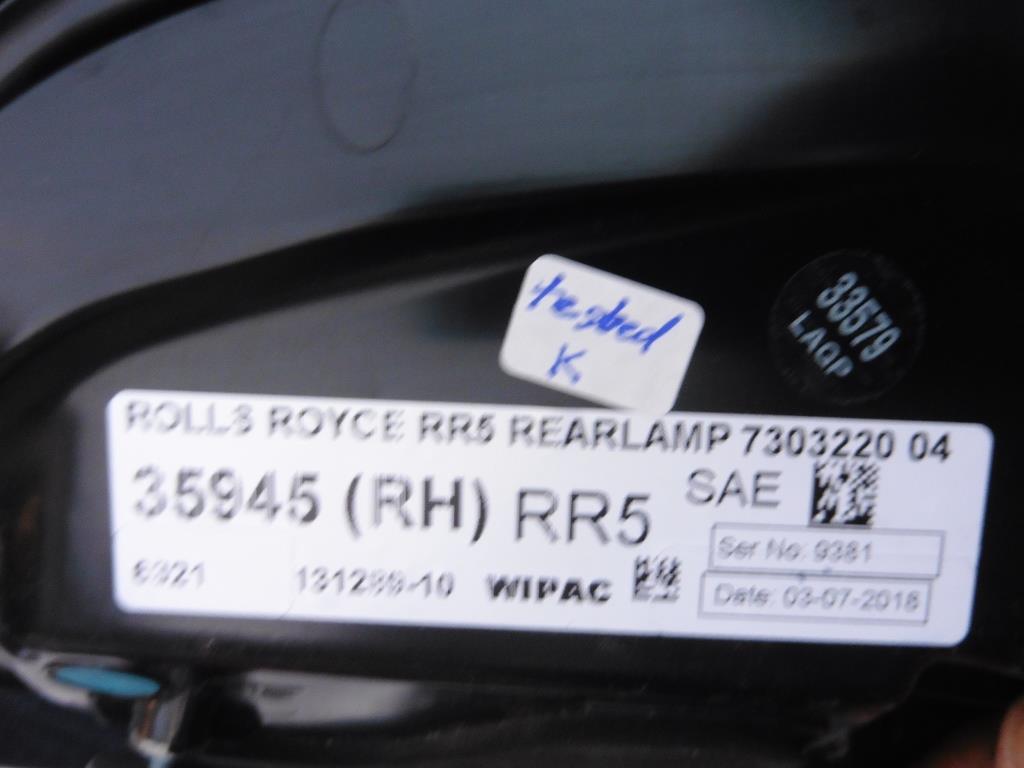 tested
K.
33579
LAQP
ROLLS ROYCE RR5 REARLAMP 7303220 04
35945 (RH) RR5 SAE
Ser No: 9381
6321 131289-10 WIPAC
Date: 03-07-2018